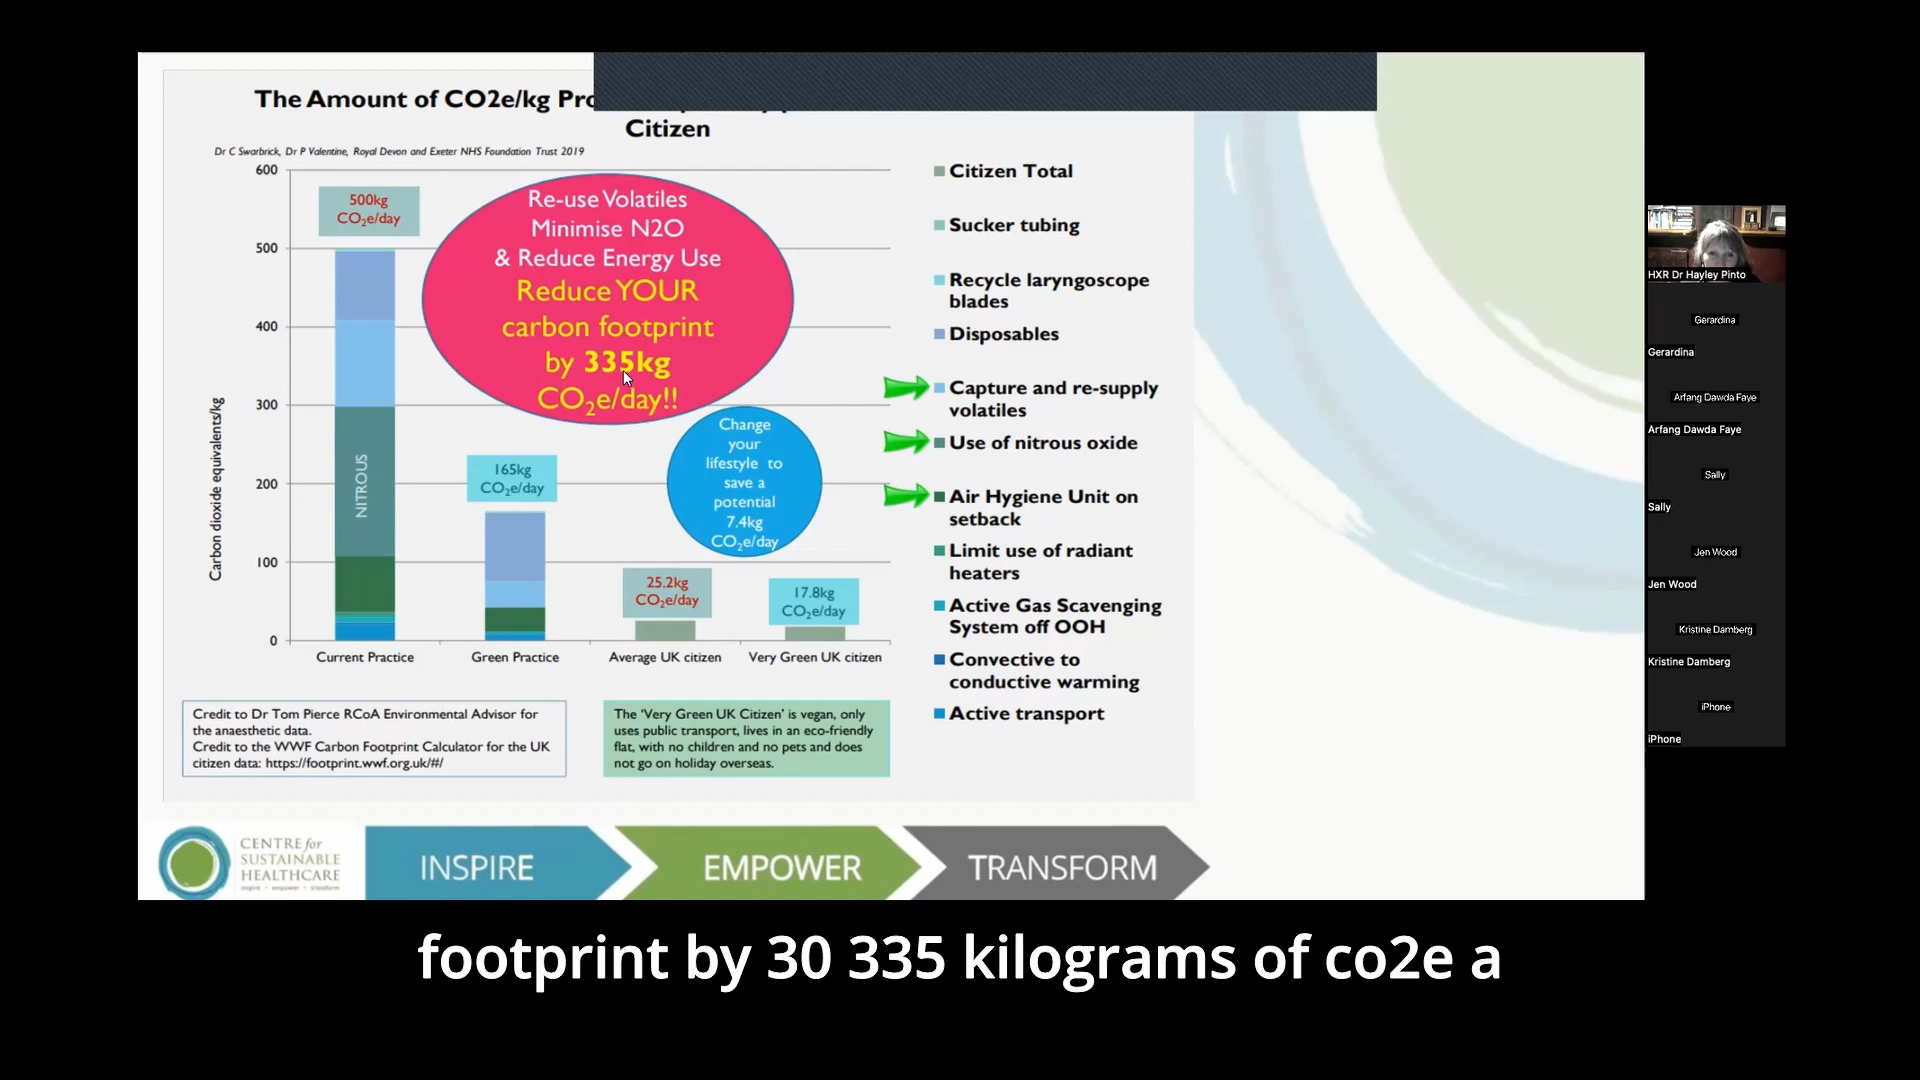 The Amount of CO2e/kg
Citizen
Dr C Swarbrick, Dr P Valentine, Royal Devon and Exeter NHS Foundation Trust 2019
600
500
400
300
200
100
0
Carbon dioxide equivalents/kg
500kg
CO2e/day
NITROUS
165kg
CO2e/day
25.2kg
CO2e/day
17.8kg
CO2e/day
Re-use Volatiles
Minimise N2O
& Reduce Energy Use
Reduce YOUR
carbon footprint
by 335kg
CO2e/day!!
Change
your
lifestyle to
save a
potential
7.4kg
CO2e/day
Current Practice
Green Practice
Average UK citizen
Very Green UK citizen
Citizen Total
Sucker tubing
Recycle laryngoscope
blades
Disposables
Capture and re-supply
volatiles
Use of nitrous oxide
Air Hygiene Unit on
setback
Limit use of radiant
heaters
Active Gas Scavenging
System off OOH
Convective to
conductive warming
Active transport
Credit to Dr Tom Pierce RCoA Environmental Advisor for
the anaesthetic data.
Credit to the WWF Carbon Footprint Calculator for the UK
citizen data: https://footprint.wwf.org.uk/#/
The 'Very Green UK Citizen' is vegan, only
uses public transport, lives in an eco-friendly
flat, with no children and no pets and does
not go on holiday overseas.
CENTRE for
SUSTAINABLE
HEALTHCARE
inspire • empower • transform
INSPIRE
EMPOWER
TRANSFORM
HXR Dr Hayley Pinto
Gerardina
Gerardina
Arfang Dawda Faye
Arfang Dawda Faye
Sally
Sally
Jen Wood
Jen Wood
Kristine Damberg
Kristine Damberg
iPhone
iPhone
footprint by 30 335 kilograms of co2e a